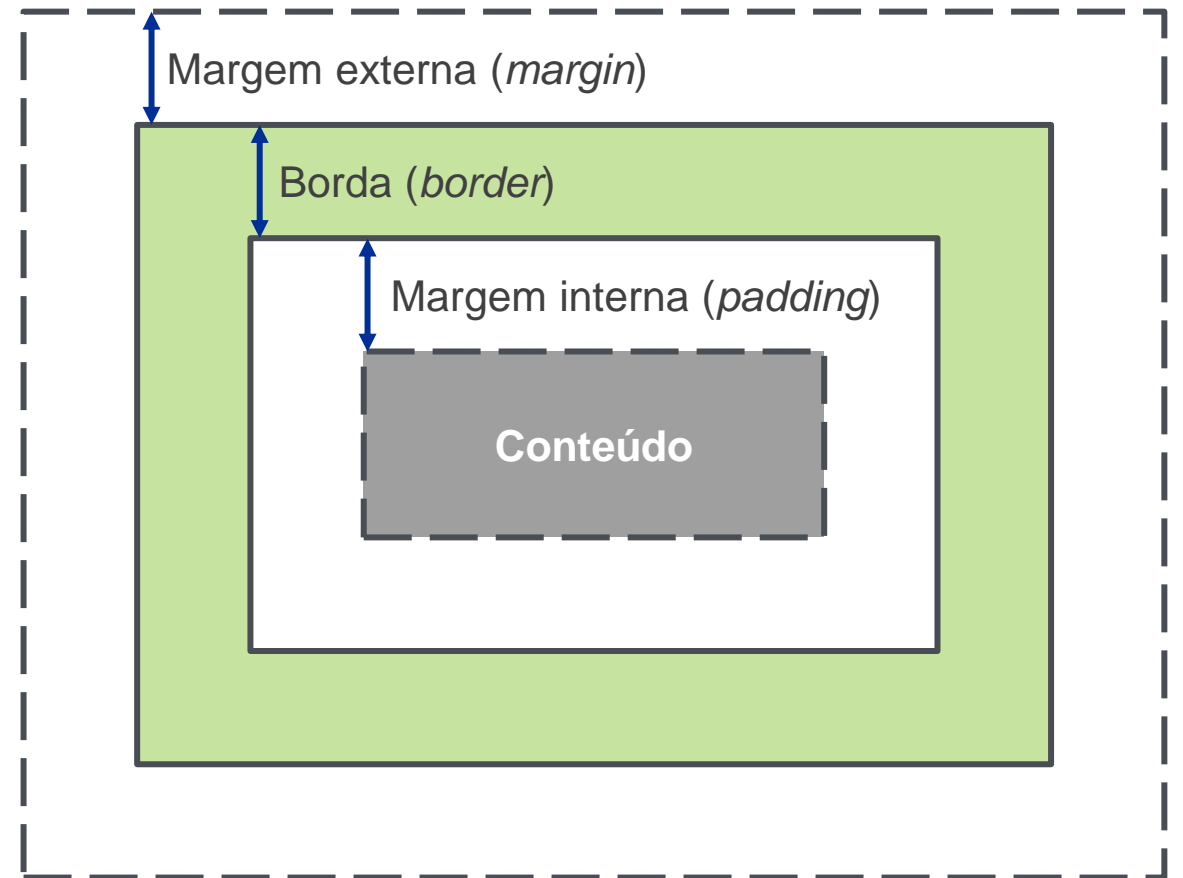 Margem externa (margin)
Borda (border)
Margem interna (padding)
Conteúdo